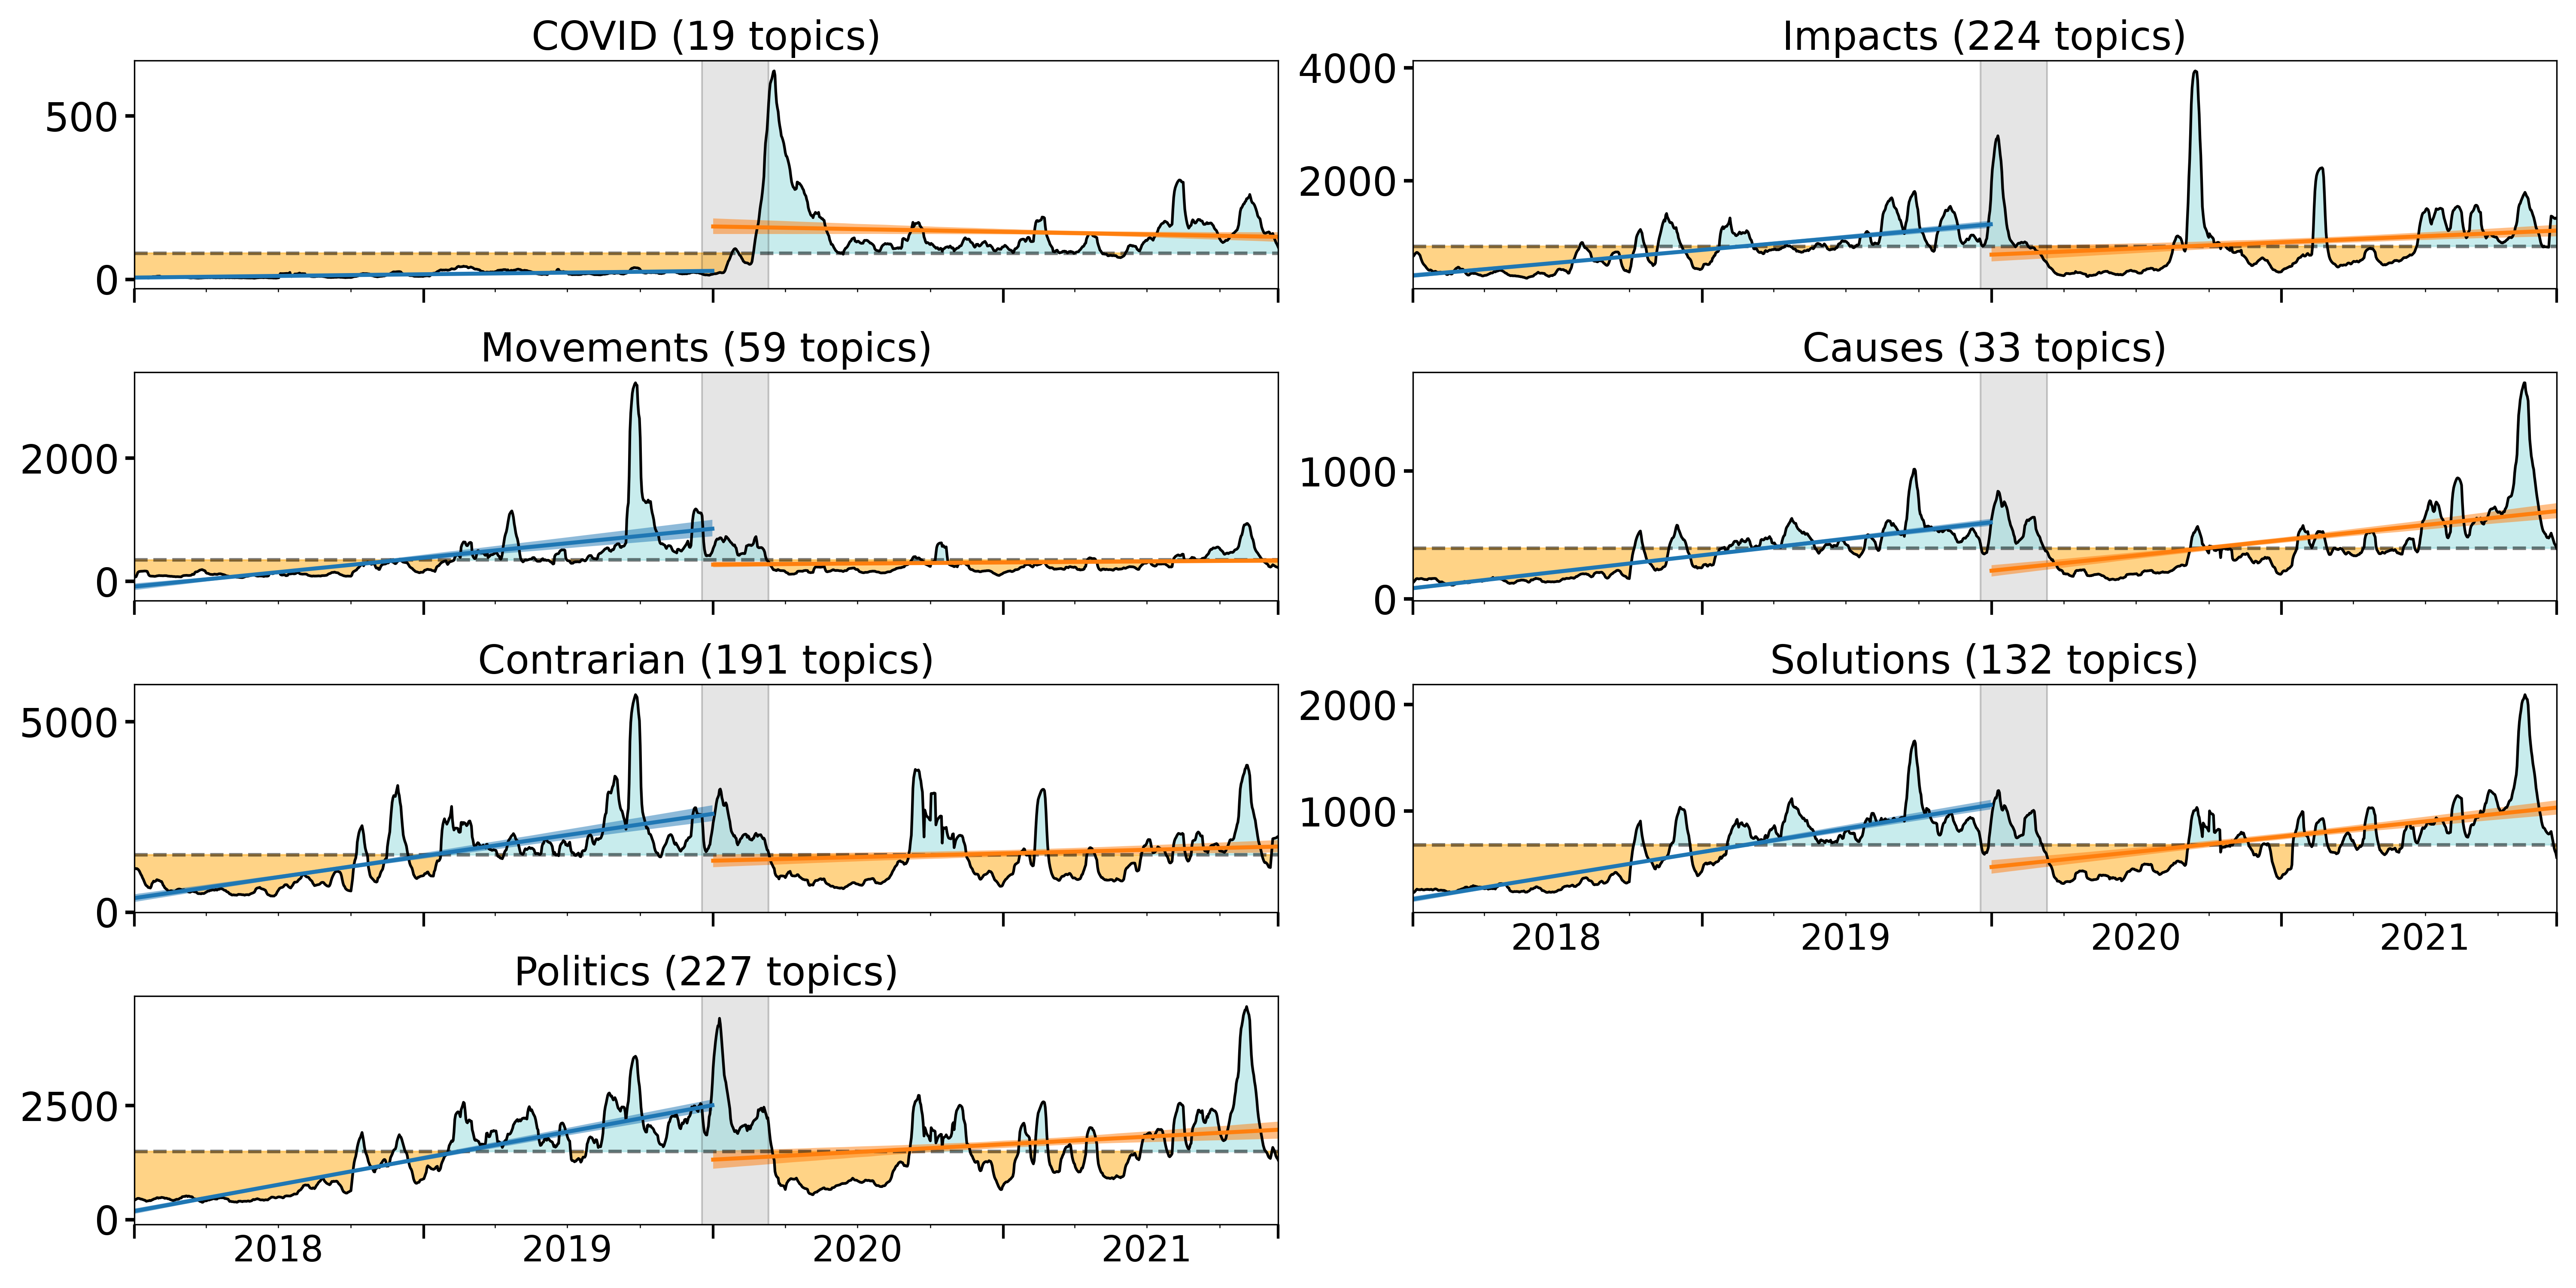 COVID (19 topics)
500
0
Impacts (224 topics)
4000
2000
Movements (59 topics)
2000
0
Causes (33 topics)
1000
0
Contrarian (191 topics)
5000
0
Solutions (132 topics)
2000
1000
2018 2019 2020 2021
Politics (227 topics)
2500
0
2018 2019 2020 2021